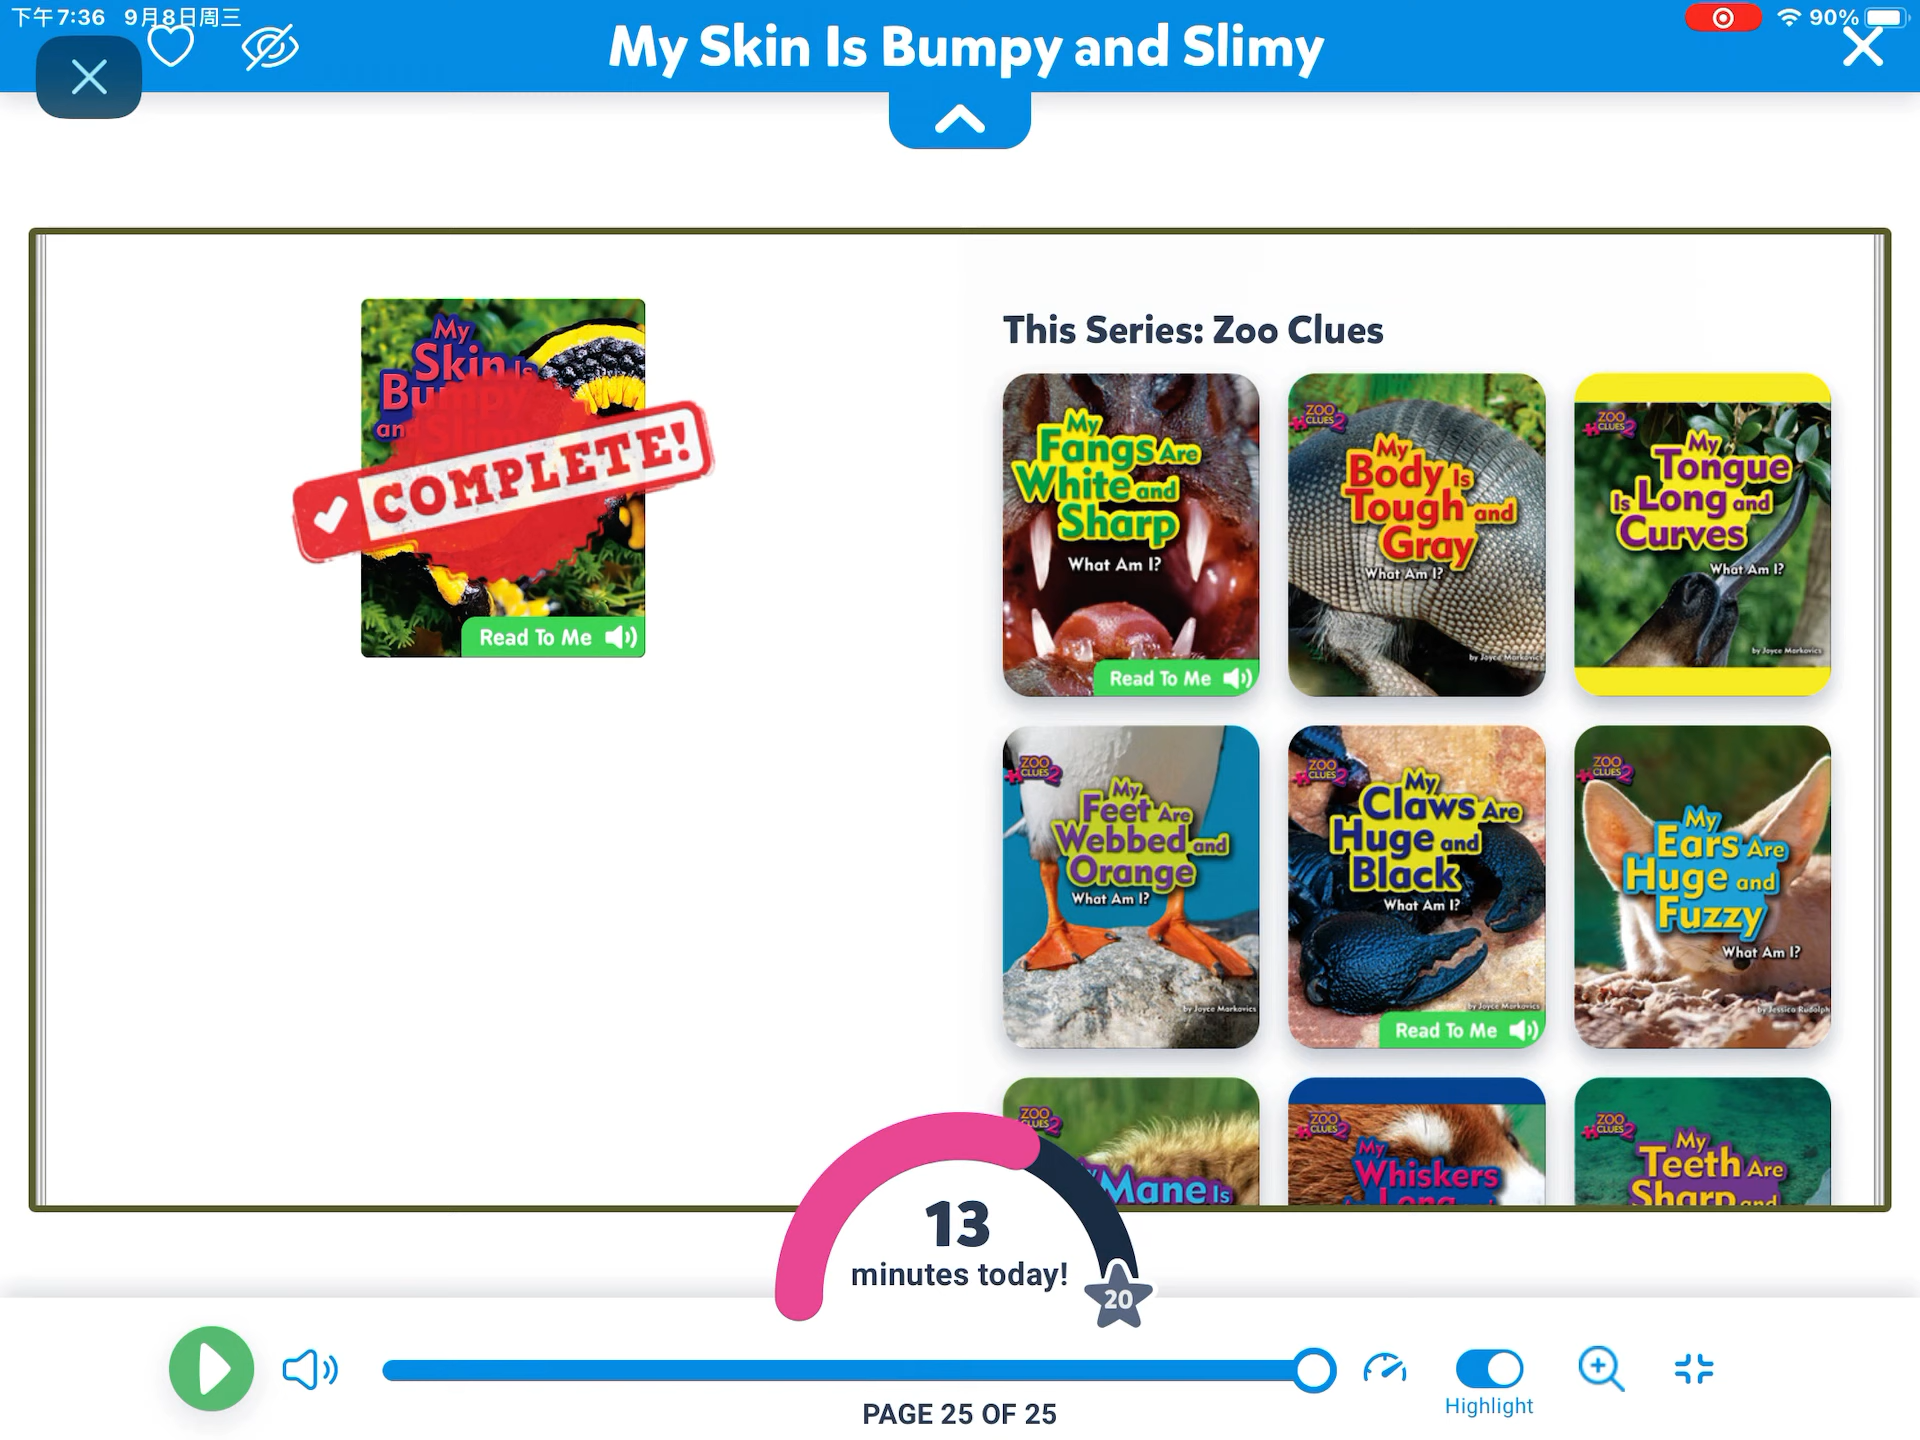 下午7:36 9月8日周三
90%
My Skin Is Bumpy and Slimy
My
Skin Is
Bumpy
and Slimy
COMPLETE!
Read To Me
This Series: Zoo Clues
My
Fangs Are
White and
Sharp
What Am I?
Read To Me
ZOO
CLUES 2
My
Body Is
Tough and
Gray
What Am I?
by Joyce Markovics
ZOO
CLUES 2
My
Tongue
Is Long and
Curves
What Am I?
by Joyce Markovics
ZOO
CLUES 2
My
Feet Are
Webbed and
Orange
What Am I?
by Joyce Markovics
ZOO
CLUES 2
My
Claws Are
Huge and
Black
What Am I?
by Joyce Markovics
Read To Me
ZOO
CLUES 2
My
Ears Are
Huge and
Fuzzy
What Am I?
by Jessica Rudolph
ZOO
CLUES 2
Mane Is
ZOO
CLUES 2
My
Whiskers
Long
ZOO
CLUES 2
My
Teeth Are
Sharp and
13
minutes today!
20
PAGE 25 OF 25
Highlight